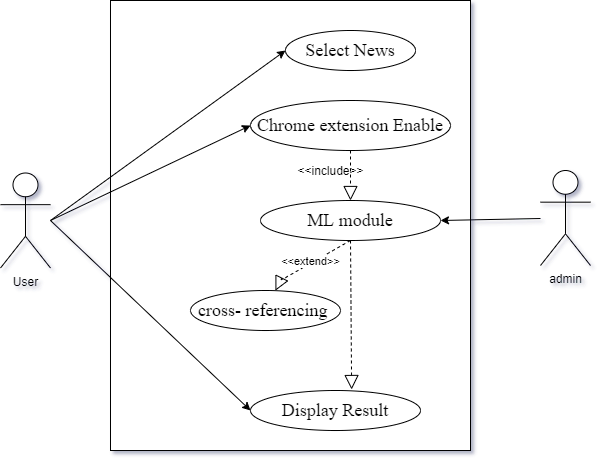 Select News
Chrome extension Enable
<<include>>
ML module
<<extend>>
cross- referencing
Display Result
User
admin